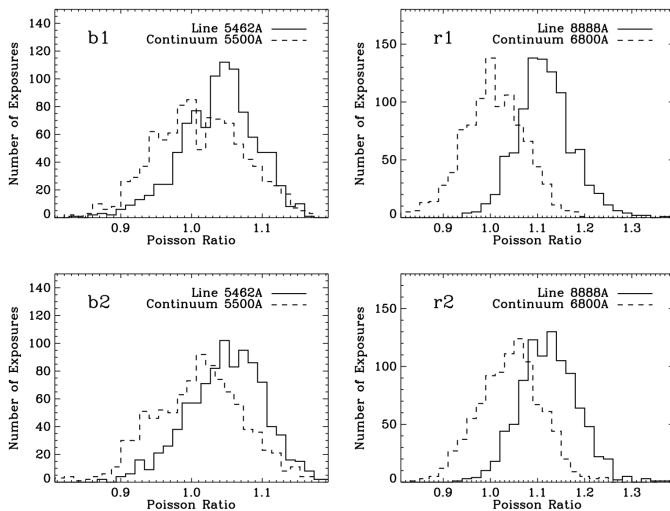 b1
Line 5462A
Continuum 5500A
Number of Exposures
140
120
100
80
60
40
20
0
0.9 1.0 1.1
Poisson Ratio
r1
Line 8888A
Continuum 6800A
Number of Exposures
150
100
50
0
0.9 1.0 1.1 1.2 1.3
Poisson Ratio
b2
Line 5462A
Continuum 5500A
Number of Exposures
140
120
100
80
60
40
20
0
0.9 1.0 1.1
Poisson Ratio
r2
Line 8888A
Continuum 6800A
Number of Exposures
150
100
50
0
0.9 1.0 1.1 1.2 1.3
Poisson Ratio